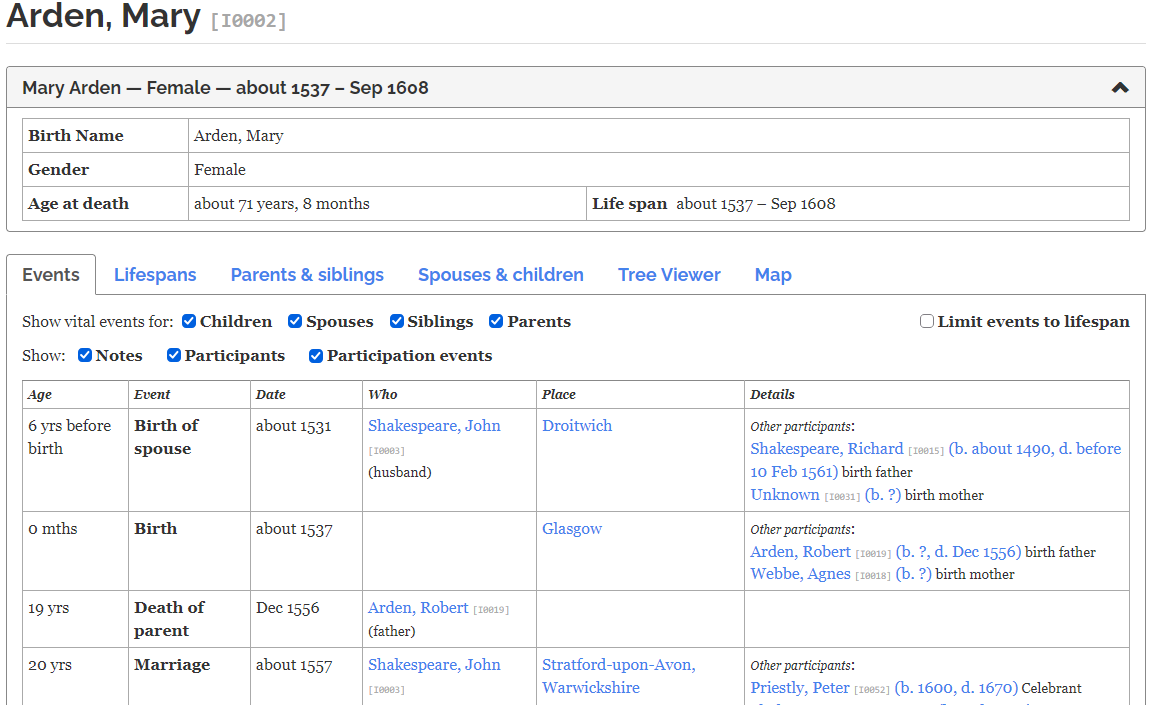 Arden, Mary [I0002]
Mary Arden — Female — about 1537 – Sep 1608
Birth Name Arden, Mary
Gender Female
Age at death about 71 years, 8 months Life span about 1537 – Sep 1608
Events Lifespans Parents & siblings Spouses & children Tree Viewer Map
Show vital events for: Children Spouses Siblings Parents Limit events to lifespan
Show: Notes Participants Participation events
Age Event Date Who Place Details
6 yrs before birth Birth of spouse about 1531 Shakespeare, John [I0003] (husband) Droitwich Other participants:
Shakespeare, Richard [I0015] (b. about 1490, d. before
10 Feb 1561) birth father
Unknown [I0031] (b. ?) birth mother
0 mths Birth about 1537 Glasgow Other participants:
Arden, Robert [I0019] (b. ?, d. Dec 1556) birth father
Webbe, Agnes [I0018] (b. ?) birth mother
19 yrs Death of parent Dec 1556 Arden, Robert [I0019] (father)
20 yrs Marriage about 1557 Shakespeare, John [I0003] Stratford-upon-Avon, Warwickshire Other participants:
Priestly, Peter [I0052] (b. 1600, d. 1670) Celebrant